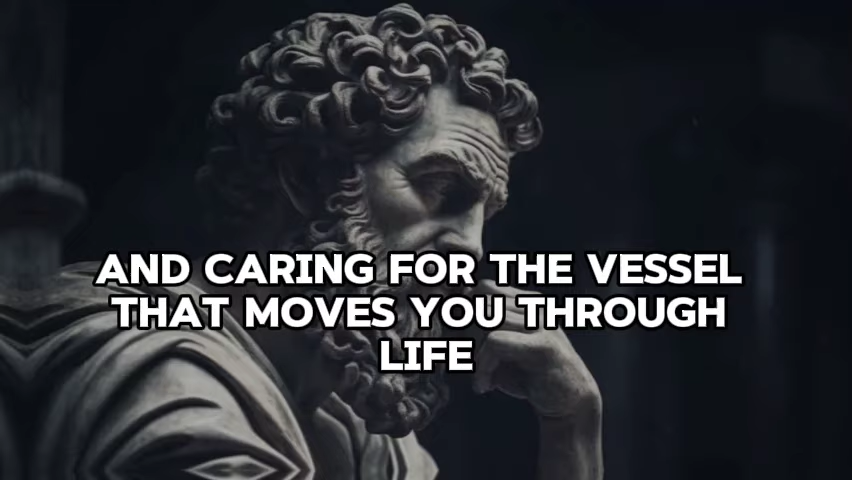 AND CARING FOR THE VESSEL
THAT MOVES YOU THROUGH
LIFE